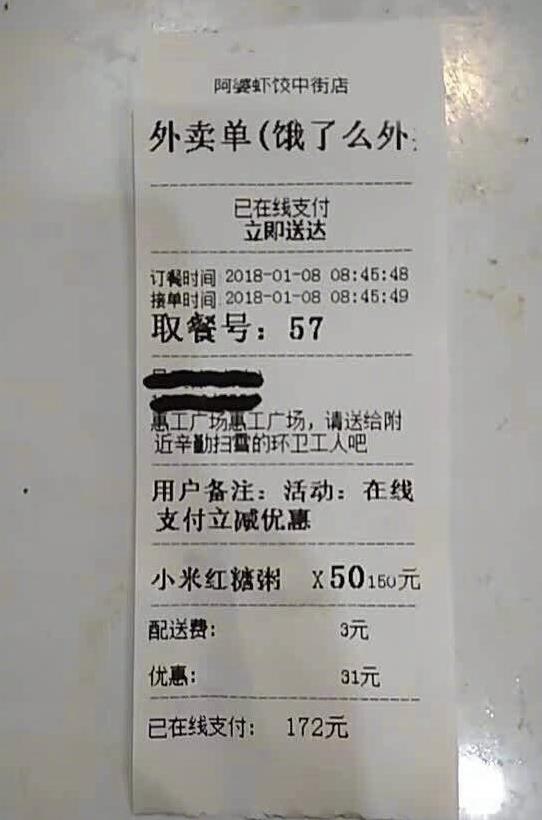 阿婆虾饺中街店
外卖单(饿了么外
已在线支付
立即送达
订餐时间 2018-01-08 08:45:48
接单时间 2018-01-08 08:45:49
取餐号：57
惠工广场惠工广场，请送给附
近辛勤扫雪的环卫工人吧
用户备注：活动：在线
支付立减优惠
小米红糖粥 X50 150元
配送费： 3元
优惠： 31元
已在线支付： 172元